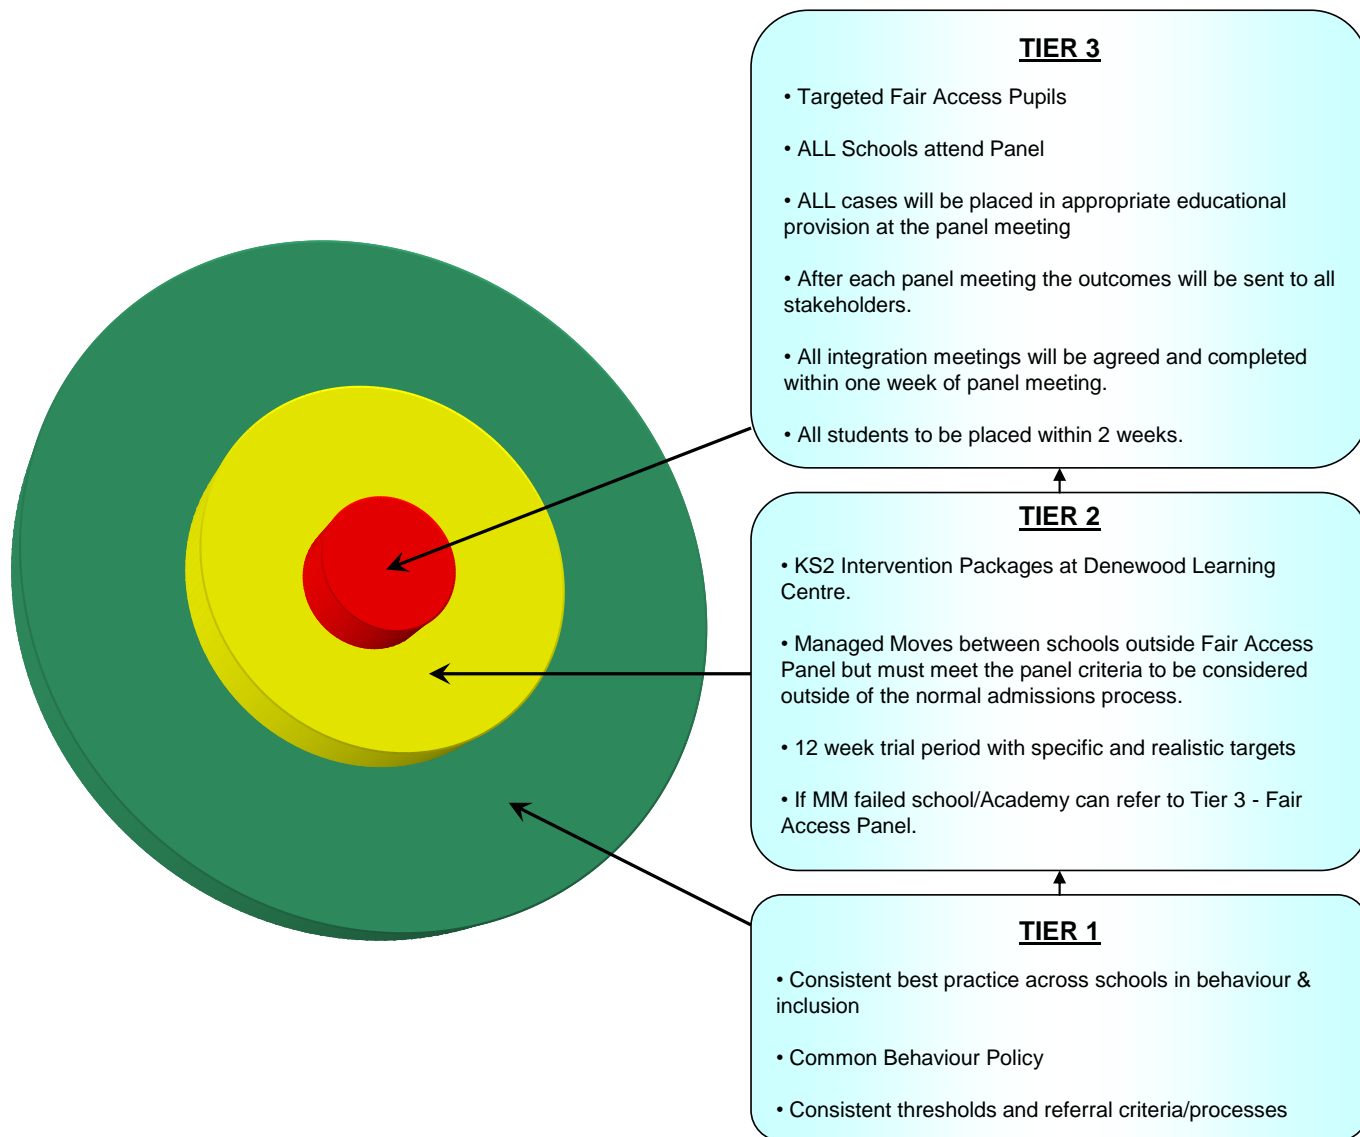 TIER 3
• Targeted Fair Access Pupils
• ALL Schools attend Panel
• ALL cases will be placed in appropriate educational
provision at the panel meeting
• After each panel meeting the outcomes will be sent to all
stakeholders.
• All integration meetings will be agreed and completed
within one week of panel meeting.
• All students to be placed within 2 weeks.
TIER 2
• KS2 Intervention Packages at Denewood Learning
Centre.
• Managed Moves between schools outside Fair Access
Panel but must meet the panel criteria to be considered
outside of the normal admissions process.
• 12 week trial period with specific and realistic targets
• If MM failed school/Academy can refer to Tier 3 - Fair
Access Panel.
TIER 1
• Consistent best practice across schools in behaviour &
inclusion
• Common Behaviour Policy
• Consistent thresholds and referral criteria/processes